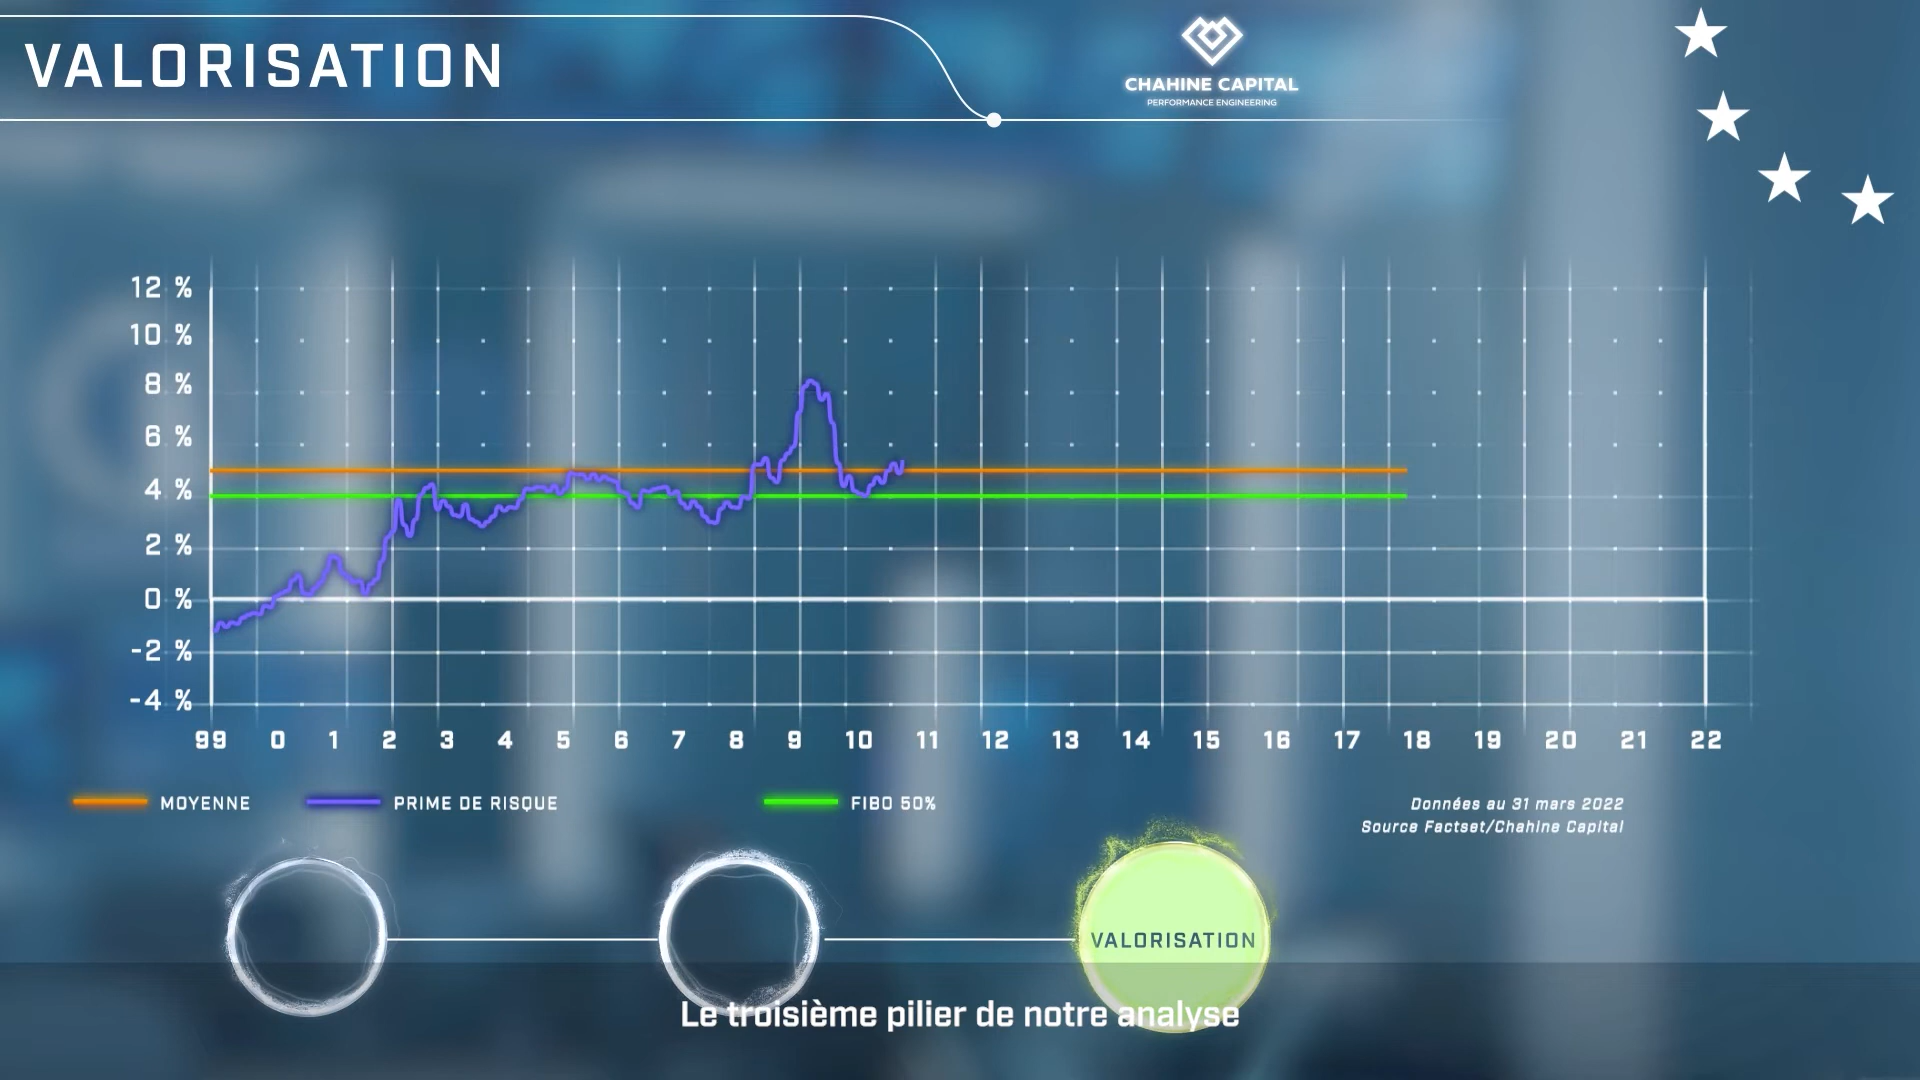 VALORISATION
CHAHINE CAPITAL
PERFORMANCE ENGINEERING
12 %
10 %
8 %
6 %
4 %
2 %
0 %
-2 %
-4 %
99 0 1 2 3 4 5 6 7 8 9 10 11 12 13 14 15 16 17 18 19 20 21 22
MOYENNE PRIME DE RISQUE FIBO 50%
Données au 31 mars 2022
Source Factset/Chahine Capital
VALORISATION
Le troisième pilier de notre analyse